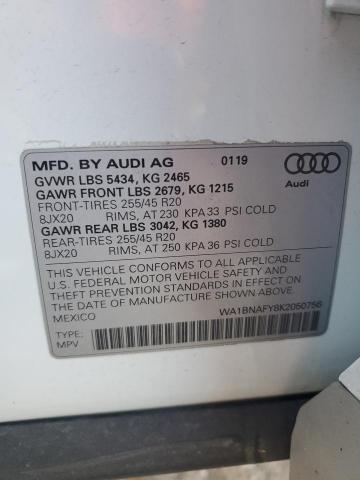 MFD. BY AUDI AG 0119
GVWR LBS 5434, KG 2465
GAWR FRONT LBS 2679, KG 1215
FRONT-TIRES 255/45 R20
8JX20 RIMS, AT 230 KPA 33 PSI COLD
GAWR REAR LBS 3042, KG 1380
REAR-TIRES 255/45 R20
8JX20 RIMS, AT 250 KPA 36 PSI COLD
Audi
THIS VEHICLE CONFORMS TO ALL APPLICABLE
U.S. FEDERAL MOTOR VEHICLE SAFETY AND
THEFT PREVENTION STANDARDS IN EFFECT ON
THE DATE OF MANUFACTURE SHOWN ABOVE.
MEXICO
WA1BNAFY8K2050756
TYPE:
MPV